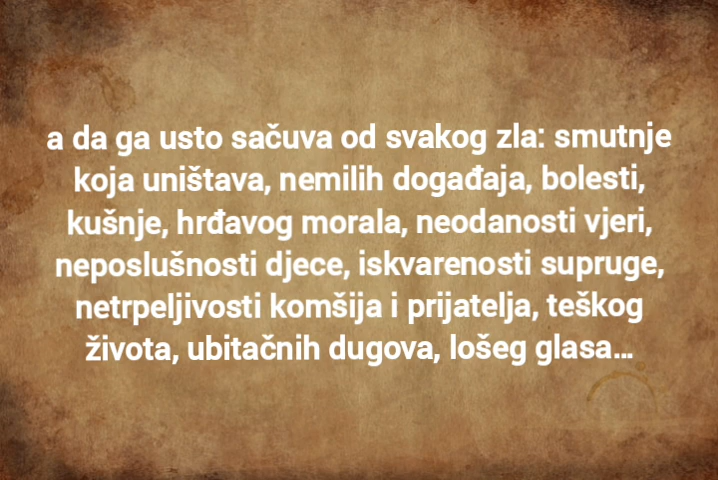 a da ga usto sačuva od svakog zla: smutnje
koja uništava, nemilih događaja, bolesti,
kušnje, hrđavog morala, neodanosti vjeri,
neposlušnosti djece, iskvarenosti supruge,
netrpeljivosti komšija i prijatelja, teškog
života, ubitačnih dugova, lošeg glasa...